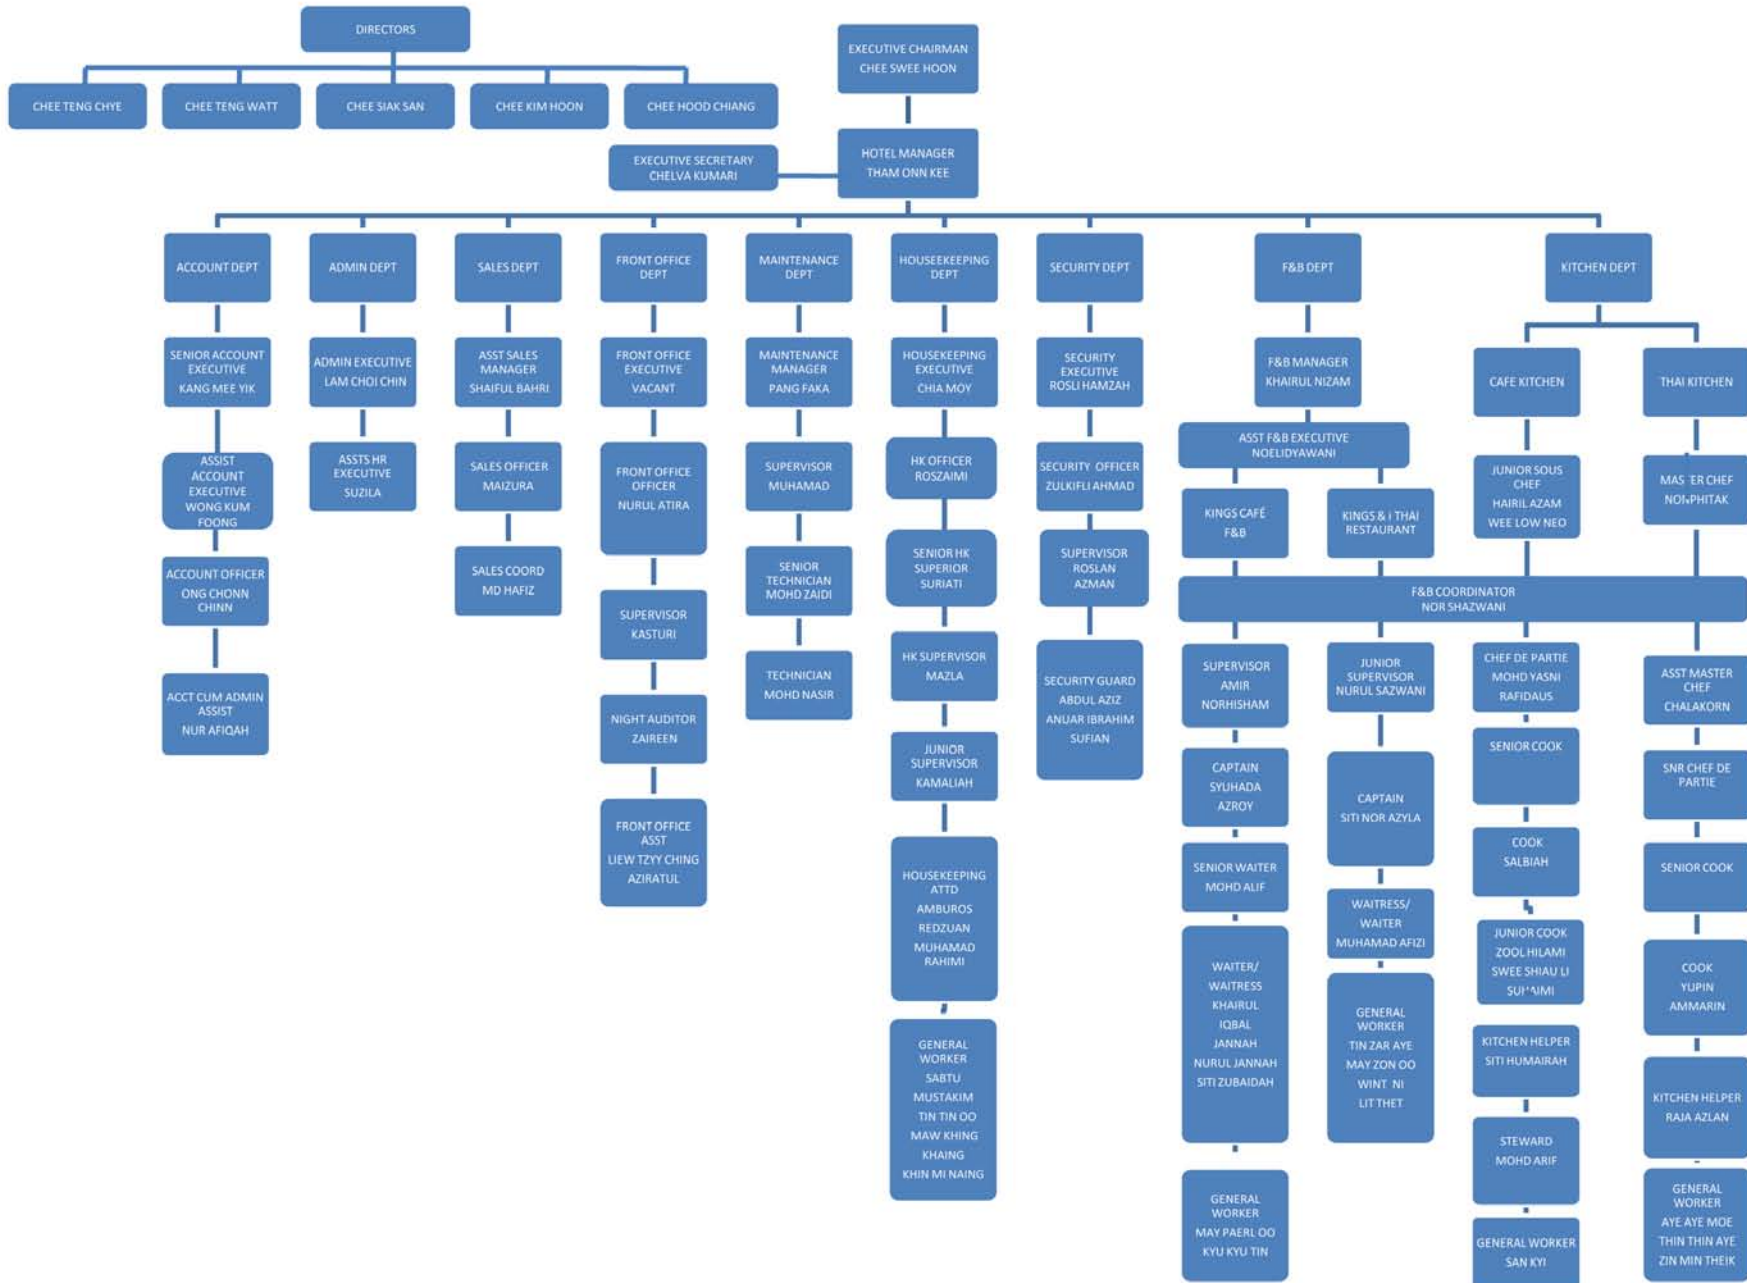 DIRECTORS
CHEE TENG CHYE
CHEE TENG WATT
CHEE SIAK SAN
CHEE KIM HOON
CHEE HOOD CHIANG
EXECUTIVE CHAIRMAN
CHEE SWEE HOON
EXECUTIVE SECRETARY
CHELVA KUMARI
HOTEL MANAGER
THAM ONN KEE
ACCOUNT DEPT
SENIOR ACCOUNT
EXECUTIVE
KANG MEE YIK
ASSIST
ACCOUNT
EXECUTIVE
WONG KUM
FOONG
ACCOUNT OFFICER
ONG CHONN
CHINN
ACCT CUM ADMIN
ASSIST
NUR AFIQAH
ADMIN DEPT
ADMIN EXECUTIVE
LAM CHOI CHIN
ASSTS HR
EXECUTIVE
SUZILA
SALES DEPT
ASST SALES
MANAGER
SHAIFUL BAHRI
SALES OFFICER
MAIZURA
SALES COORD
MD HAFIZ
FRONT OFFICE
DEPT
FRONT OFFICE
EXECUTIVE
VACANT
FRONT OFFICE
OFFICER
NURUL ATIRA
SUPERVISOR
KASTURI
NIGHT AUDITOR
ZAIREEN
FRONT OFFICE
ASST
LIEW TZYY CHING
AZIRATUL
MAINTENANCE
DEPT
MAINTENANCE
MANAGER
PANG FAKA
SUPERVISOR
MUHAMAD
SENIOR
TECHNICIAN
MOHD ZAIDI
TECHNICIAN
MOHD NASIR
HOUSEKEEPING
DEPT
HOUSEKEEPING
EXECUTIVE
CHIA MOY
HK OFFICER
ROSZAIMI
SENIOR HK
SUPERIOR
SURIATI
HK SUPERVISOR
MAZLA
JUNIOR
SUPERVISOR
KAMALIAH
HOUSEKEEPING
ATTD
AMBUROS
REDZUAN
MUHAMAD
RAHIMI
GENERAL
WORKER
SABTU
MUSTAKIM
TIN TIN OO
MAW KHING
KHAING
KHIN MI NAING
SECURITY DEPT
SECURITY
EXECUTIVE
ROSLI HAMZAH
SECURITY OFFICER
ZULKIFLI AHMAD
SUPERVISOR
ROSLAN
AZMAN
SECURITY GUARD
ABDUL AZIZ
ANUAR IBRAHIM
SUFIAN
F&B DEPT
F&B MANAGER
KHAIRUL NIZAM
ASST F&B EXECUTIVE
NOELIDYAWANI
KINGS CAFÉ
F&B
KINGS & i THAI
RESTAURANT
KITCHEN DEPT
CAFE KITCHEN
JUNIOR SOUS
CHEF
HAIRIL AZAM
WEE LOW NEO
THAI KITCHEN
MASTER CHEF
F&B COORDINATOR
NOR SHAZWANI
SUPERVISOR
AMIR
NORHISHAM
CAPTAIN
SYUHADA
AZROY
SENIOR WAITER
MOHD ALIF
WAITER/
WAITRESS
KHAIRUL
IQBAL
JANNAH
NURUL JANNAH
SITI ZUBAIDAH
GENERAL
WORKER
MAY PAERL OO
KYU KYU TIN
JUNIOR
SUPERVISOR
NURUL SAZWANI
CAPTAIN
SITI NOR AZYLA
WAITRESS/
WAITER
MUHAMAD AFIZI
GENERAL
WORKER
TIN ZAR AYE
MAY ZON OO
WINT NI
LIT THET
CHEF DE PARTIE
MOHD YASNI
RAFIDAUS
SENIOR COOK
COOK
SALBIAH
JUNIOR COOK
ZOOL HILAMI
SWEE SHIAU LI
SUHAIMI
KITCHEN HELPER
SITI HUMAIRAH
STEWARD
MOHD ARIF
GENERAL WORKER
SAN KYI
ASST MASTER
CHEF
CHALAKORN
SNR CHEF DE
PARTIE
SENIOR COOK
COOK
YUPIN
AMMARIN
KITCHEN HELPER
RAJA AZLAN
GENERAL
WORKER
AYE AYE MOE
THIN THIN AYE
ZIN MIN THEIK